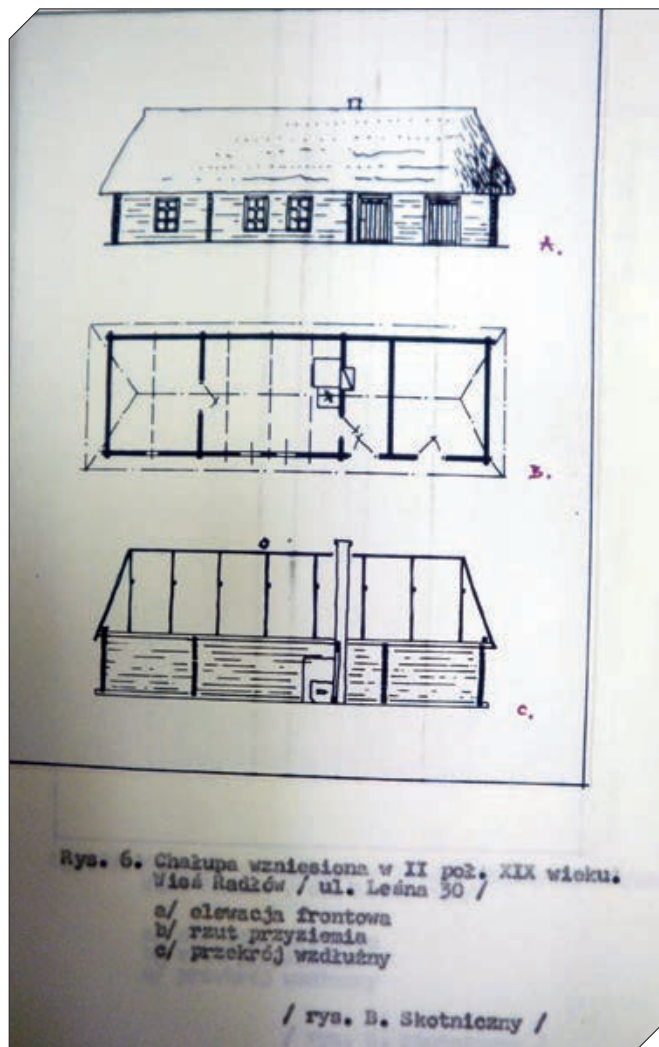 A.
B.
c.
Rys. 6. Chałupa wzniesiona w II poł. XIX wieku.
Wieś Radłów / ul. Leśna 30 /
a/ elewacja frontowa
b/ rzut przyziemia
c/ przekrój wzdłużny
/ rys. B. Skotniczny /